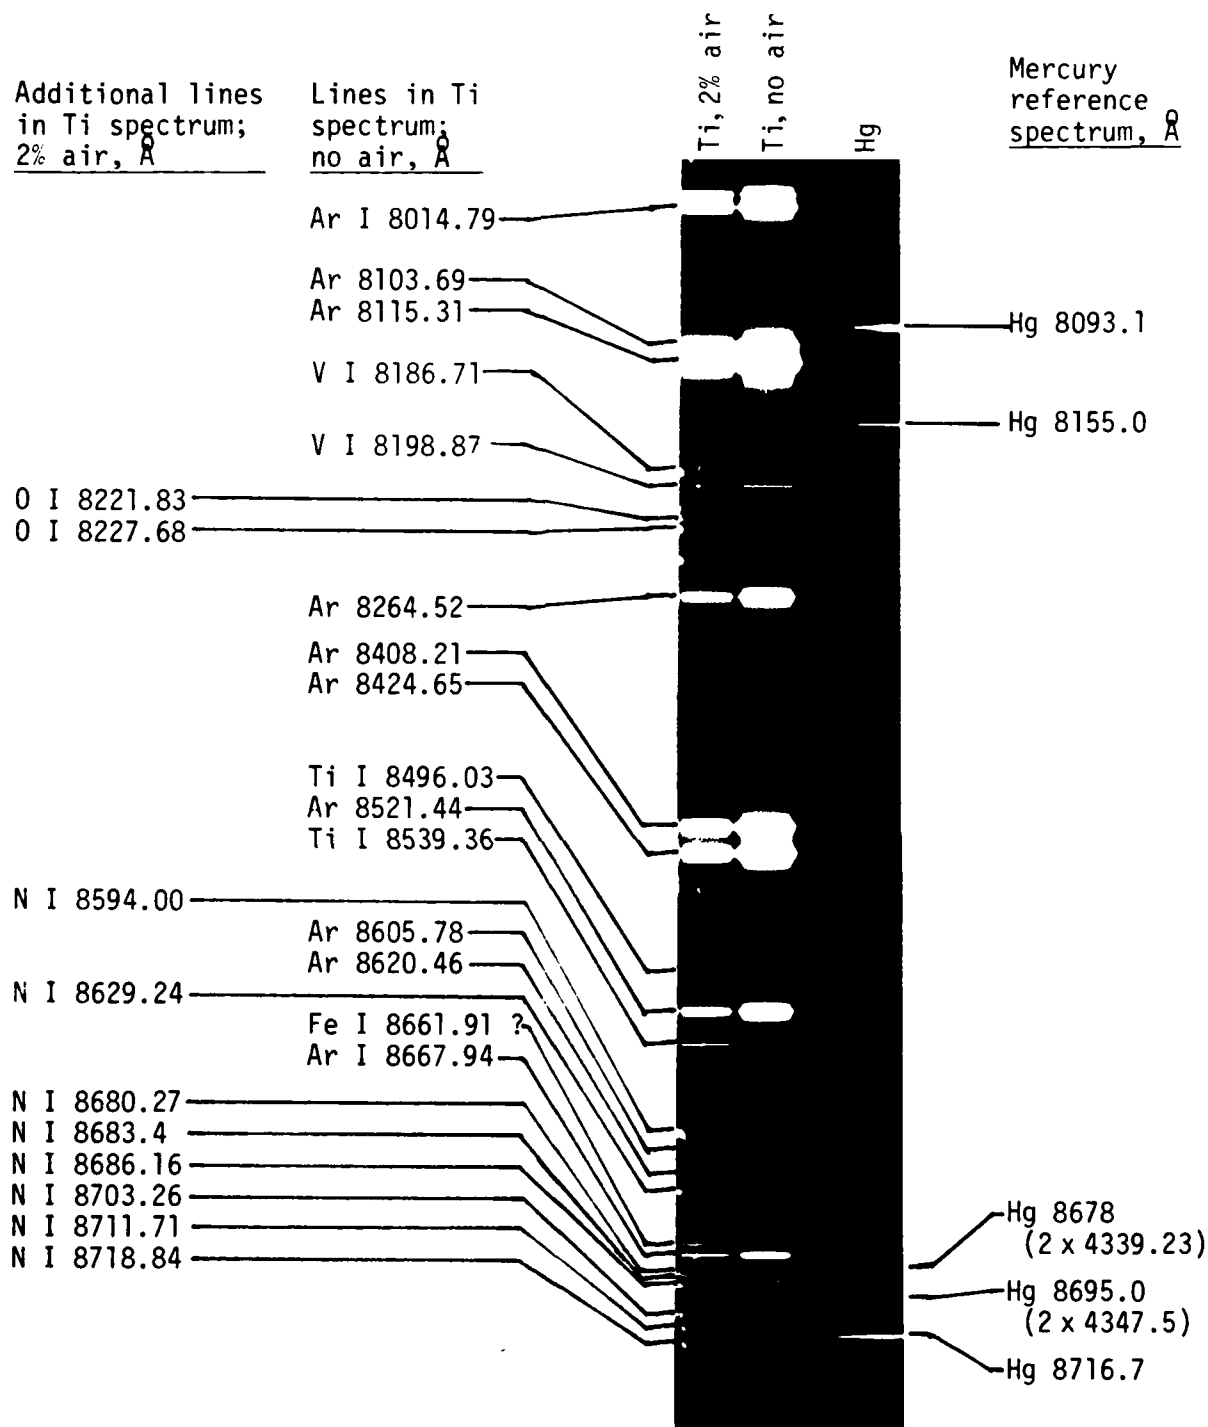 Additional lines
in Ti spectrum;
2% air, Å
Lines in Ti
spectrum;
no air, Å
Ti, 2% air
Ti, no air
Hg
Mercury
reference
spectrum, Å
Ar I 8014.79
Ar 8103.69
Ar 8115.31
V I 8186.71
V I 8198.87
O I 8221.83
O I 8227.68
Ar 8264.52
Ar 8408.21
Ar 8424.65
Ti I 8496.03
Ar 8521.44
Ti I 8539.36
N I 8594.00
Ar 8605.78
Ar 8620.46
N I 8629.24
Fe I 8661.91 ?
Ar I 8667.94
N I 8680.27
N I 8683.4
N I 8686.16
N I 8703.26
N I 8711.71
N I 8718.84
Hg 8093.1
Hg 8155.0
Hg 8678
(2 x 4339.23)
Hg 8695.0
(2 x 4347.5)
Hg 8716.7